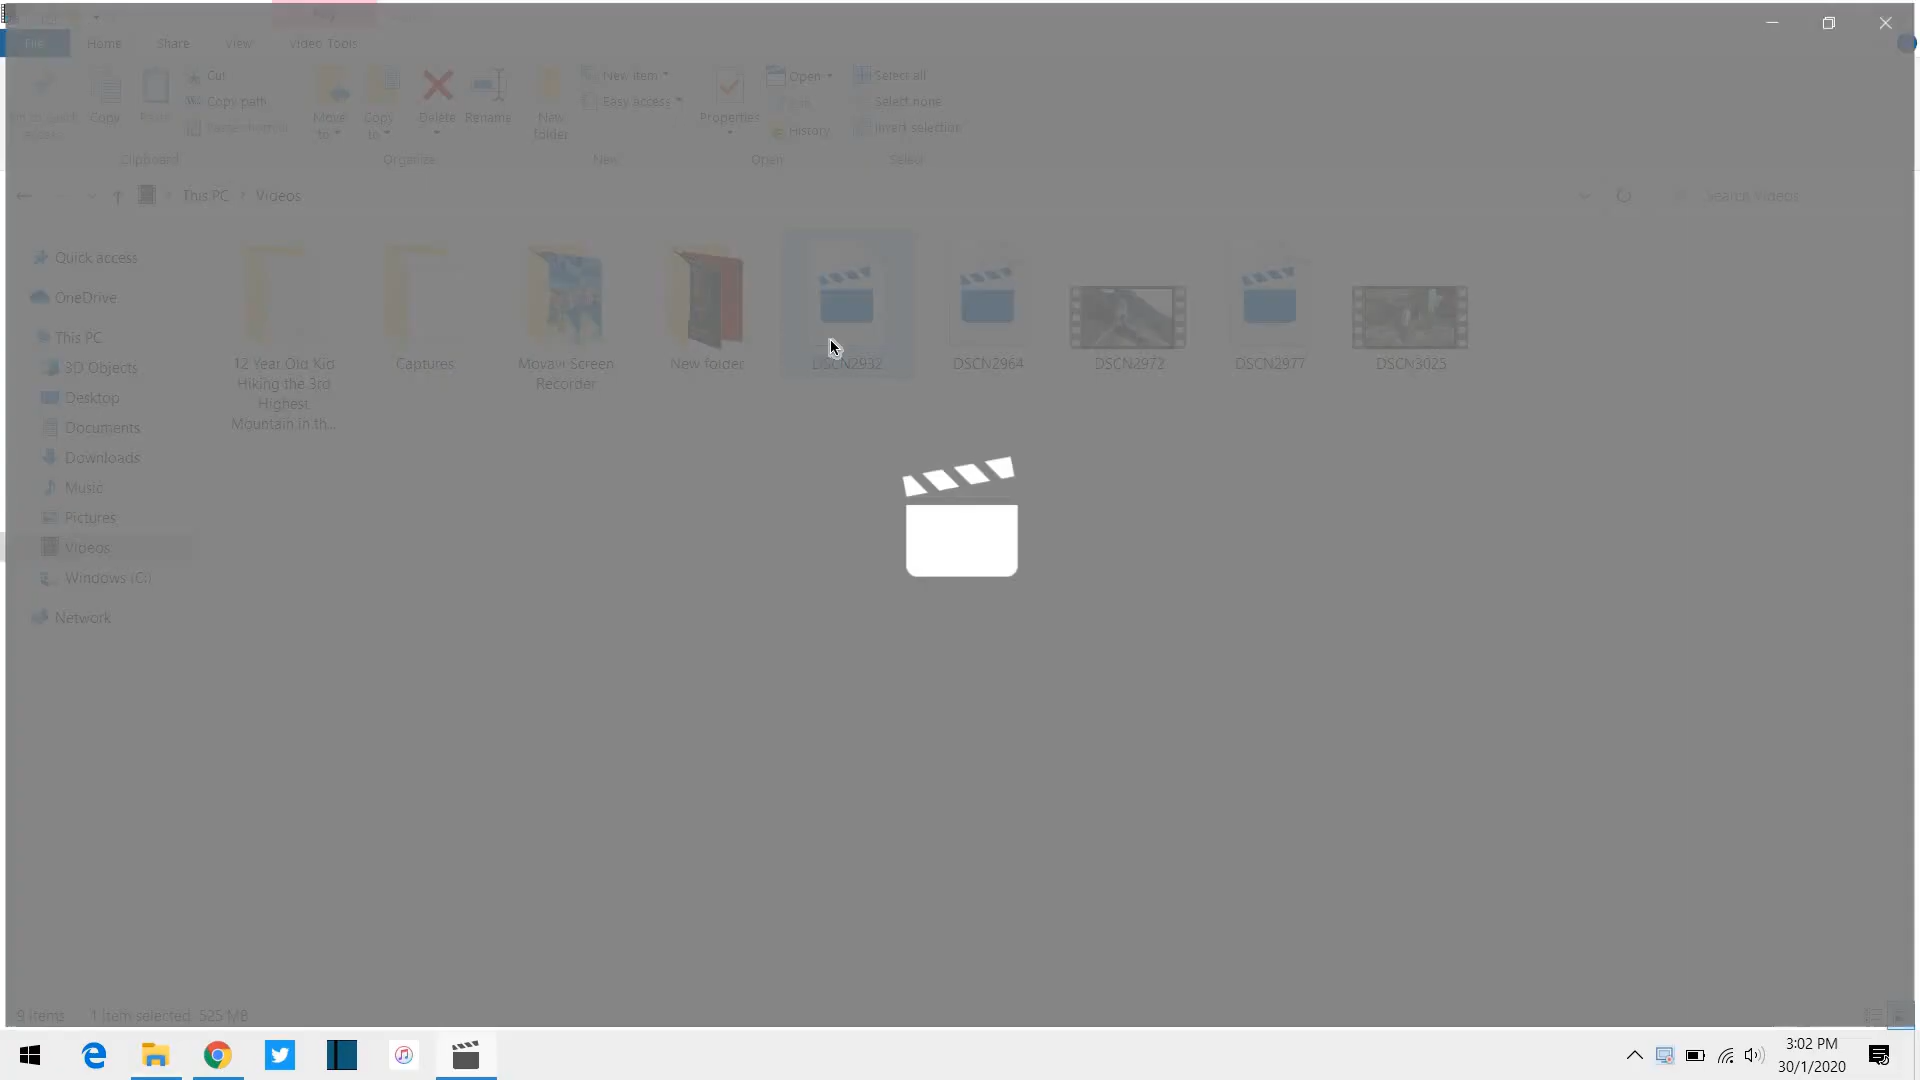 File Home Share View Video Tools
Cut
Copy path
Copy
Move to
Copy to
Delete
Rename
New folder
New item
Easy access
Properties
Open
History
Select all
Select none
Invert selection
Clipboard Organize New Open Select
This PC > Videos
Search Videos
Quick access
OneDrive
This PC
3D Objects
Desktop
Documents
Downloads
Music
Pictures
Videos
Windows (C:)
Network
12 Year Old Kid
Hiking the 3rd
Highest
Mountain in th...
Captures
Movavi Screen
Recorder
New folder
DSCN2932
DSCN2964
DSCN2972
DSCN2977
DSCN3025
9 items 1 item selected 525 MB
3:02 PM
30/1/2020